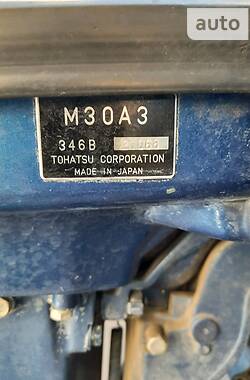 auto
M30A3
346B
TOHATSU CORPORATION
MADE IN JAPAN